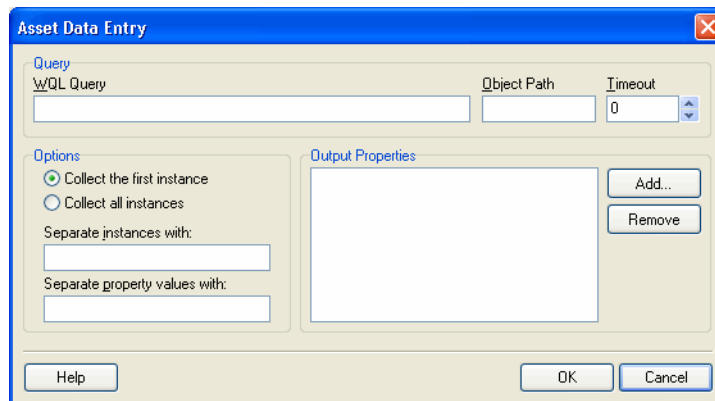 Asset Data Entry
Query
WQL Query Object Path Timeout
0
Options Output Properties
Collect the first instance
Collect all instances
Separate instances with:
Separate property values with:
Add...
Remove
Help OK Cancel